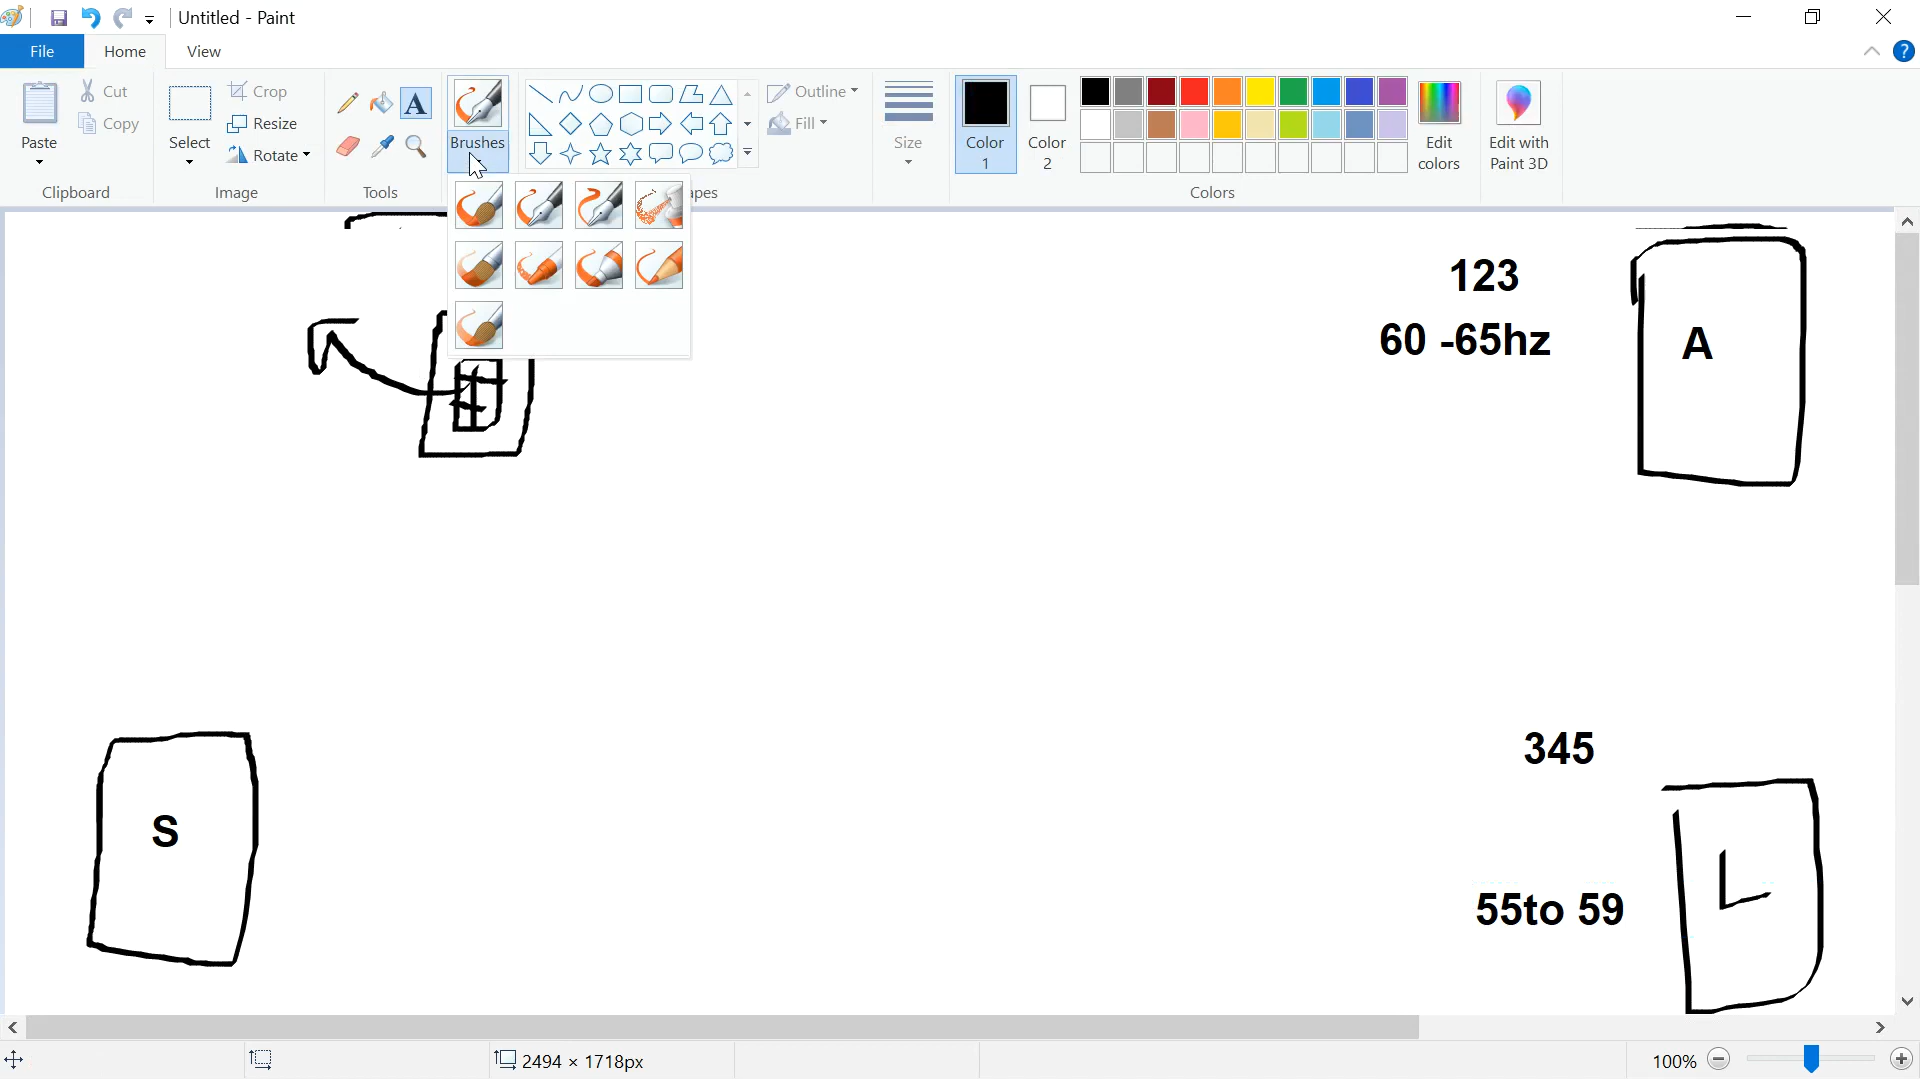 Untitled - Paint
File
Home
View
Paste
Cut
Copy
Clipboard
Select
Crop
Resize
Rotate
Image
A
Tools
Brushes
apes
Outline
Fill
Size
Color
1
Color
2
Colors
Edit
colors
Edit with
Paint 3D
?
123
60 -65hz
A
S
345
55to 59
L
2494 × 1718px
100%